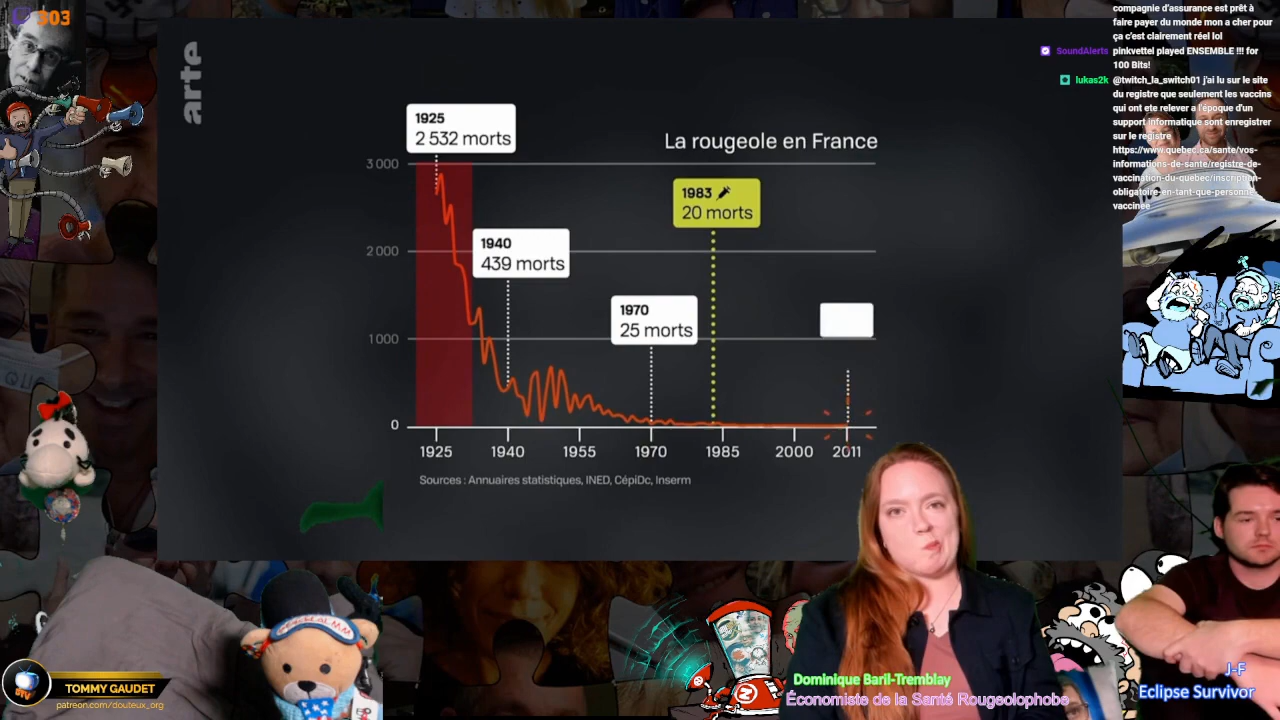 303
arte
La rougeole en France
1925
2 532 morts
1940
439 morts
1970
25 morts
1983
20 morts
3 000
2 000
1 000
0
1925 1940 1955 1970 1985 2000 2011
Sources : Annuaires statistiques, INED, CépiDc, Inserm
compagnie d'assurance est prêt à
faire payer du monde mon a cher pour
ça c'est clairement réel lol
SoundAlerts pinkvettel played ENSEMBLE !!! for
100 Bits!
lukas2k @twitch_la_switch01 j'ai lu sur le site
du registre que seulement les vaccins
qui ont ete relever a l'époque d'un
support informatique sont enregistrer
sur le registre
https://www.quebec.ca/sante/vos-
informations-de-sante/registre-de-
vaccination-du-quebec/inscription-
obligatoire-en-tant-que-personne-
vaccinee
DTV
TOMMY GAUDET
patreon.com/douteux_org
Z
Dominique Baril-Tremblay
Économiste de la Santé Rougeolophobe
J-F
Eclipse Survivor